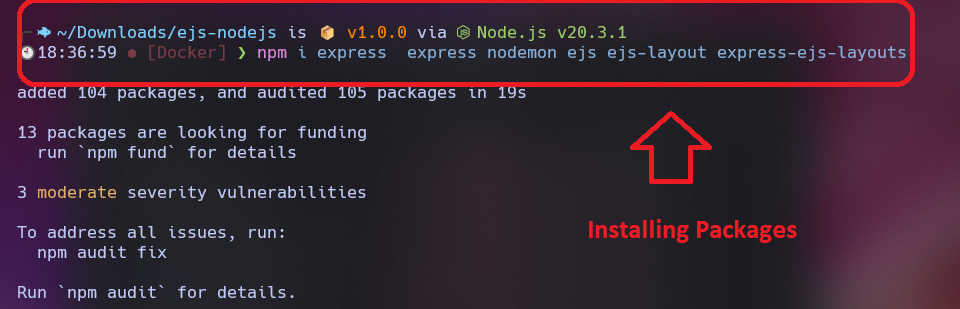 ~/Downloads/ejs-nodejs is v1.0.0 via Node.js v20.3.1
18:36:59 [Docker] ❯ npm i express  express nodemon ejs ejs-layout express-ejs-layouts
added 104 packages, and audited 105 packages in 19s
13 packages are looking for funding
  run `npm fund` for details
3 moderate severity vulnerabilities
Installing Packages
To address all issues, run:
  npm audit fix
Run `npm audit` for details.